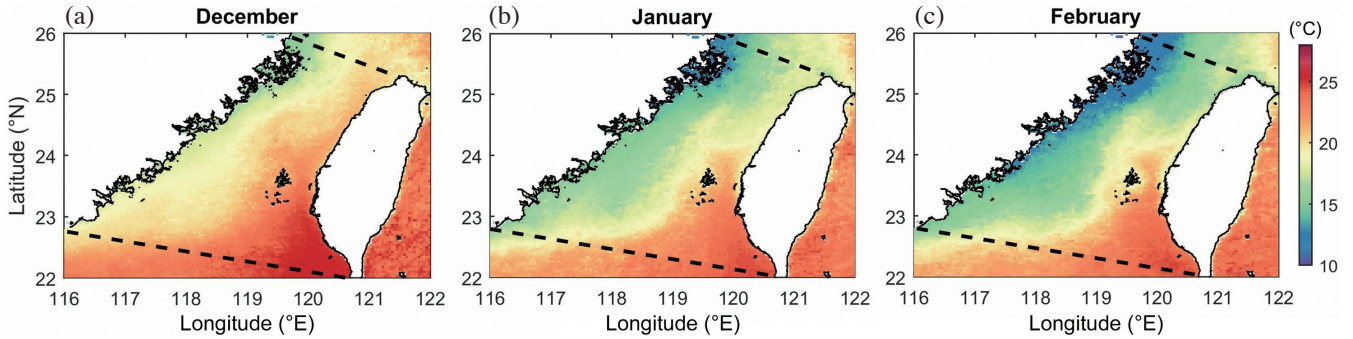 (a) December (b) January (c) February (°C)
26 26 26
25 25 25 25
24 24 24 20
23 23 23 15
22 22 22 10
116 117 118 119 120 121 122 116 117 118 119 120 121 122 116 117 118 119 120 121 122
Longitude (°E) Longitude (°E) Longitude (°E)
Latitude (°N)